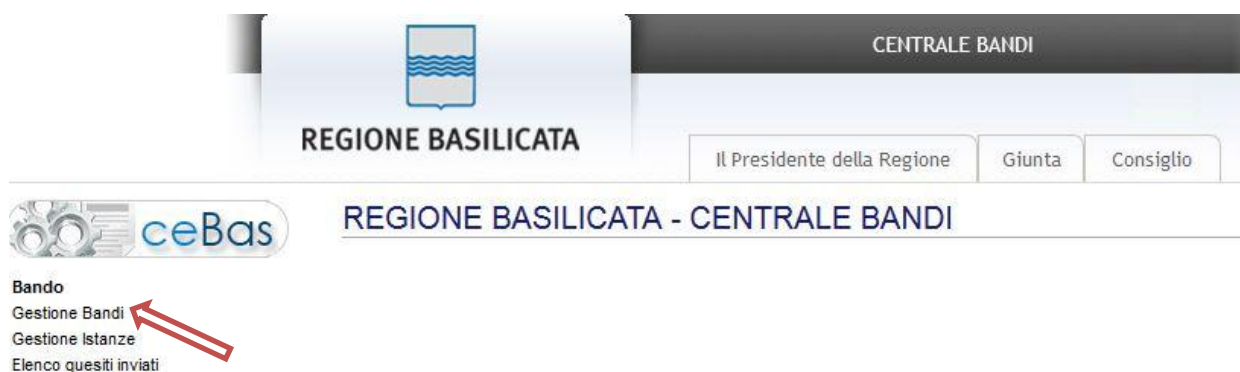 CENTRALE BANDI
REGIONE BASILICATA
Il Presidente della Regione Giunta Consiglio
ceBas
REGIONE BASILICATA - CENTRALE BANDI
Bando
Gestione Bandi
Gestione Istanze
Elenco quesiti inviati